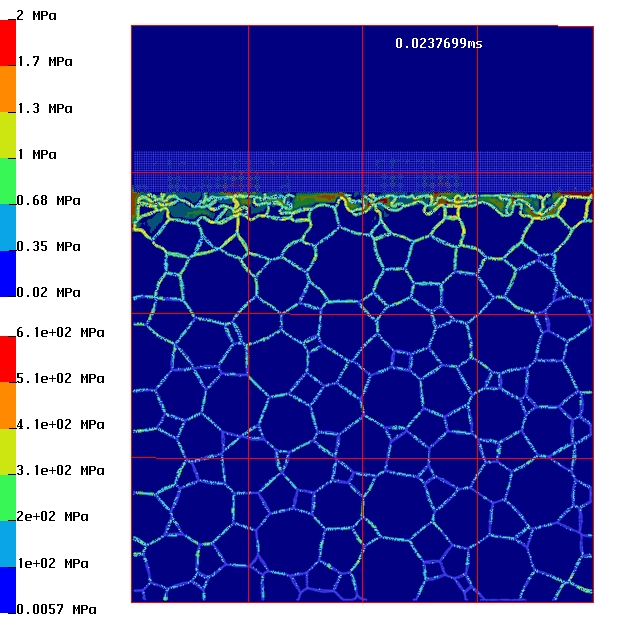 2 MPa
0.0237699ms
1.7 MPa
1.3 MPa
1 MPa
0.68 MPa
0.35 MPa
0.02 MPa
6.1e+02 MPa
5.1e+02 MPa
4.1e+02 MPa
3.1e+02 MPa
2e+02 MPa
1e+02 MPa
0.0057 MPa